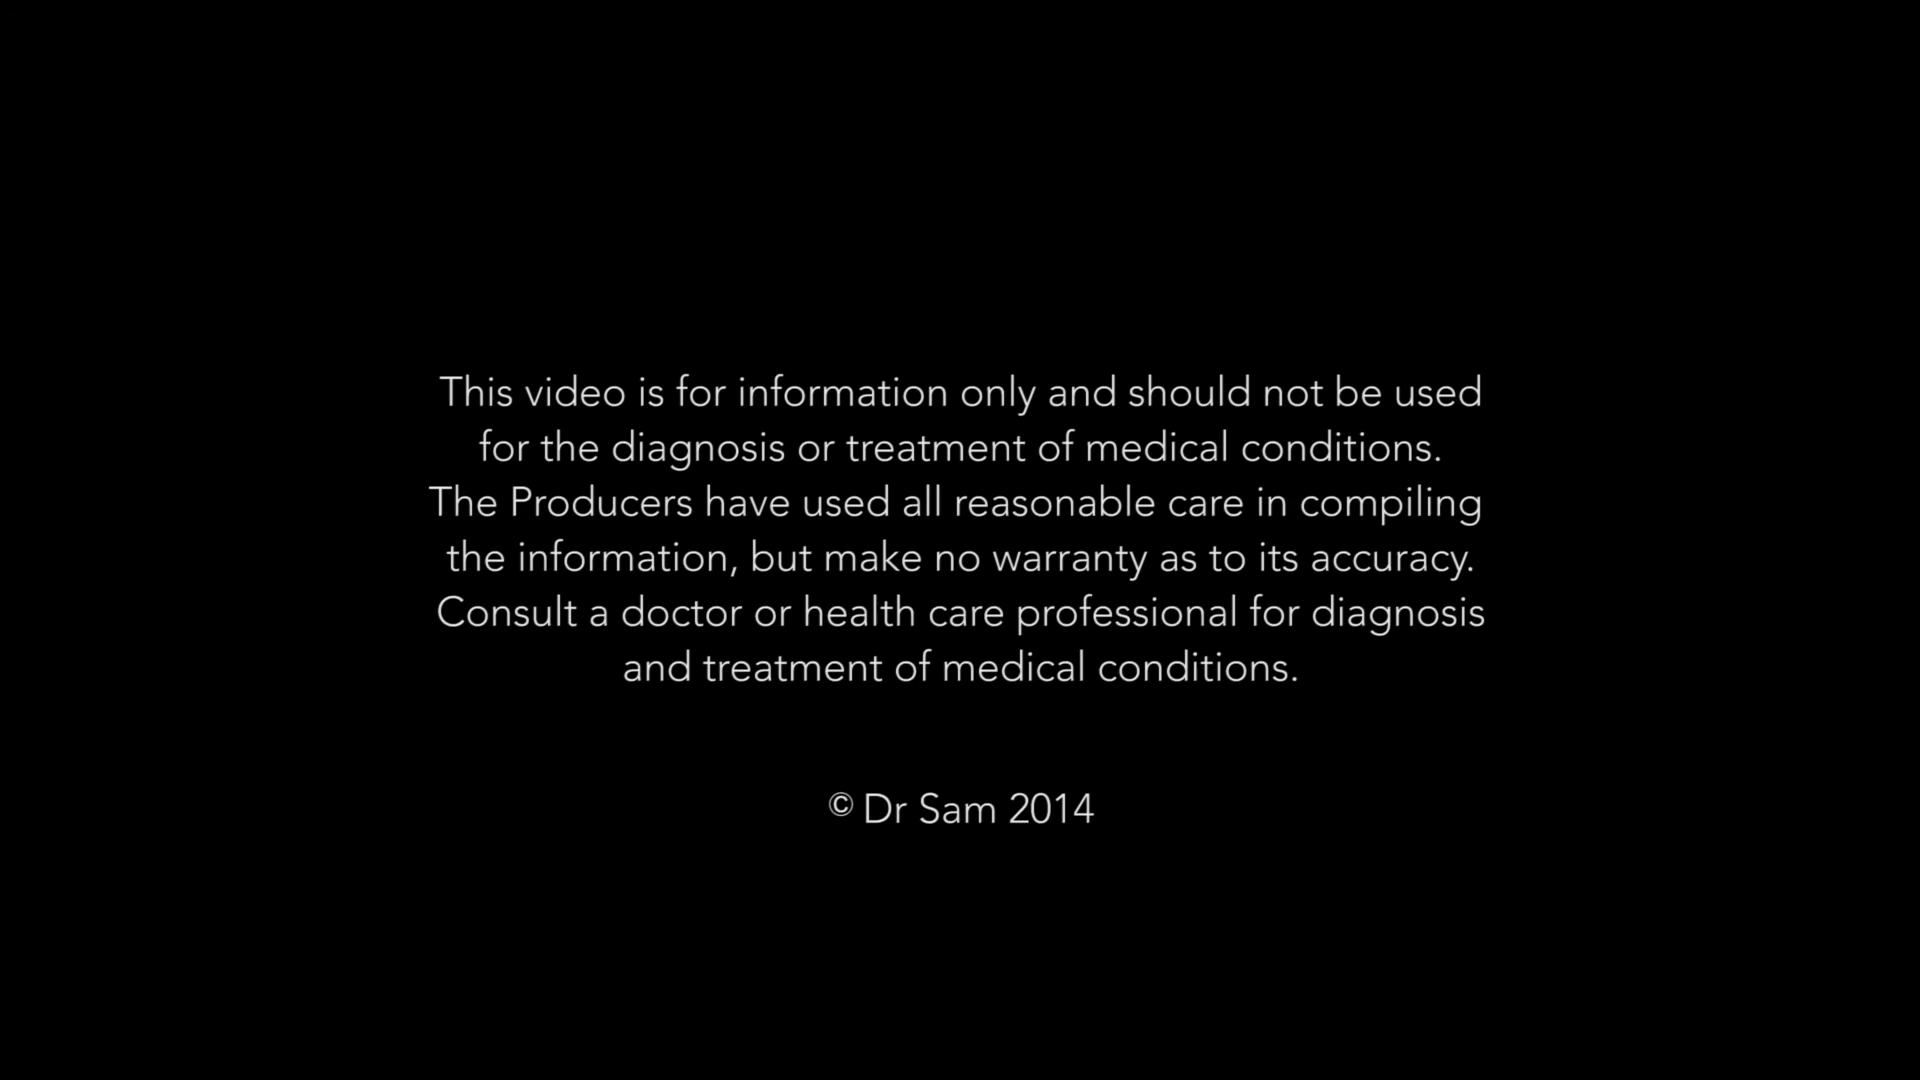 This video is for information only and should not be used
for the diagnosis or treatment of medical conditions.
The Producers have used all reasonable care in compiling
the information, but make no warranty as to its accuracy.
Consult a doctor or health care professional for diagnosis
and treatment of medical conditions.
© Dr Sam 2014